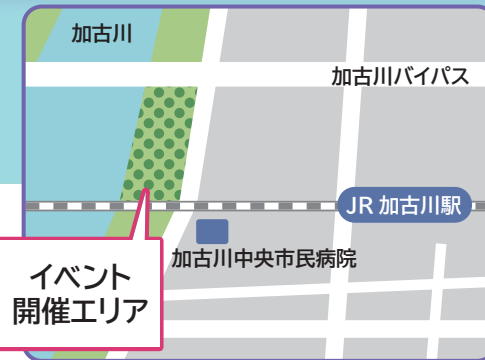 加古川
加古川バイパス
JR 加古川駅
加古川中央市民病院
イベント
開催エリア